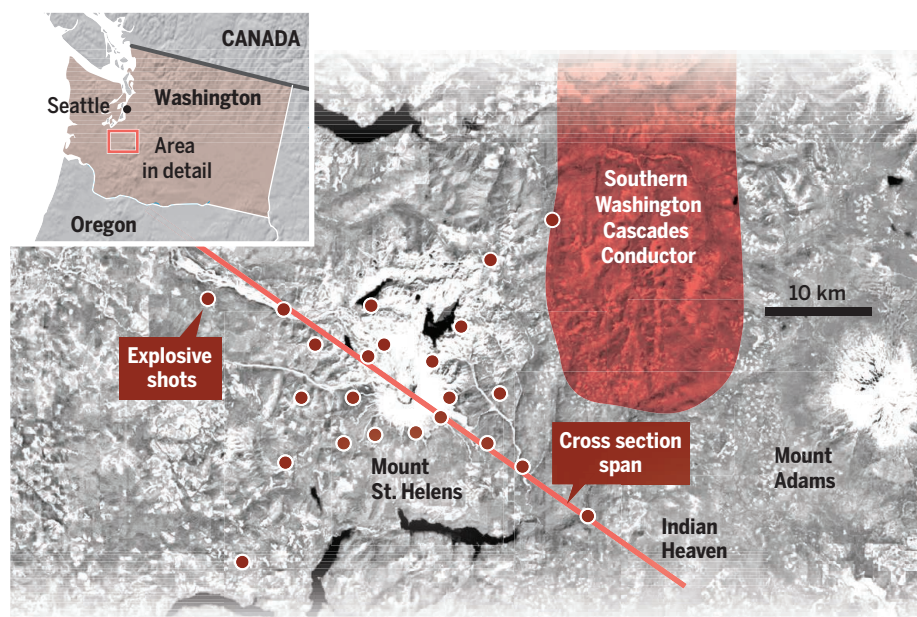 CANADA
Seattle
Washington
Area
in detail
Oregon
Southern
Washington
Cascades
Conductor
10 km
Explosive
shots
Cross section
span
Mount
St. Helens
Mount
Adams
Indian
Heaven